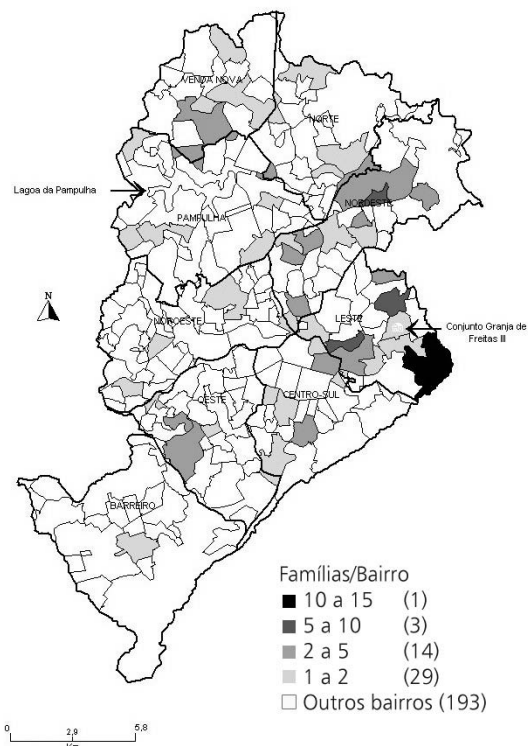 VENDA NOVA
NORTE
Lagoa da Pampulha
NOROESTE
PAMPULHA
N
NOROESTE
LESTE
Conjunto Granja de
Freitas III
OESTE
CENTRO-SUL
BARREIRO
Famílias/Bairro
10 a 15 (1)
5 a 10 (3)
2 a 5 (14)
1 a 2 (29)
Outros bairros (193)
0 2,9 5,8
Km